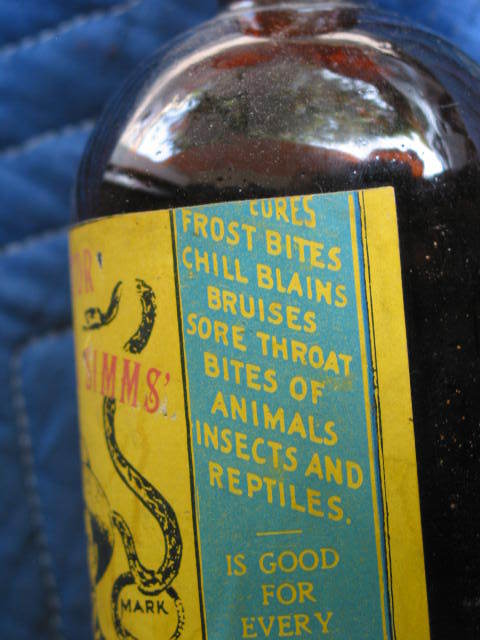 SIMMS'
MARK
CURES
FROST BITES
CHILL BLAINS
BRUISES
SORE THROAT
BITES OF
ANIMALS
INSECTS AND
REPTILES.
IS GOOD
FOR
EVERY